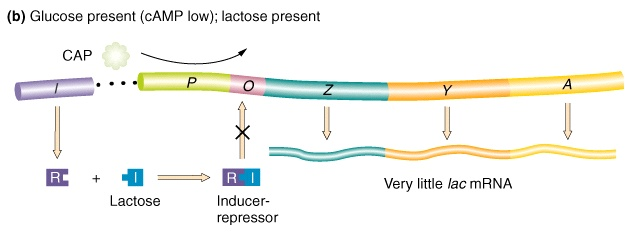 (b) Glucose present (cAMP low); lactose present
CAP
I
P
O
Z
Y
A
R
+
I
R I
Lactose
Inducer-
repressor
Very little lac mRNA